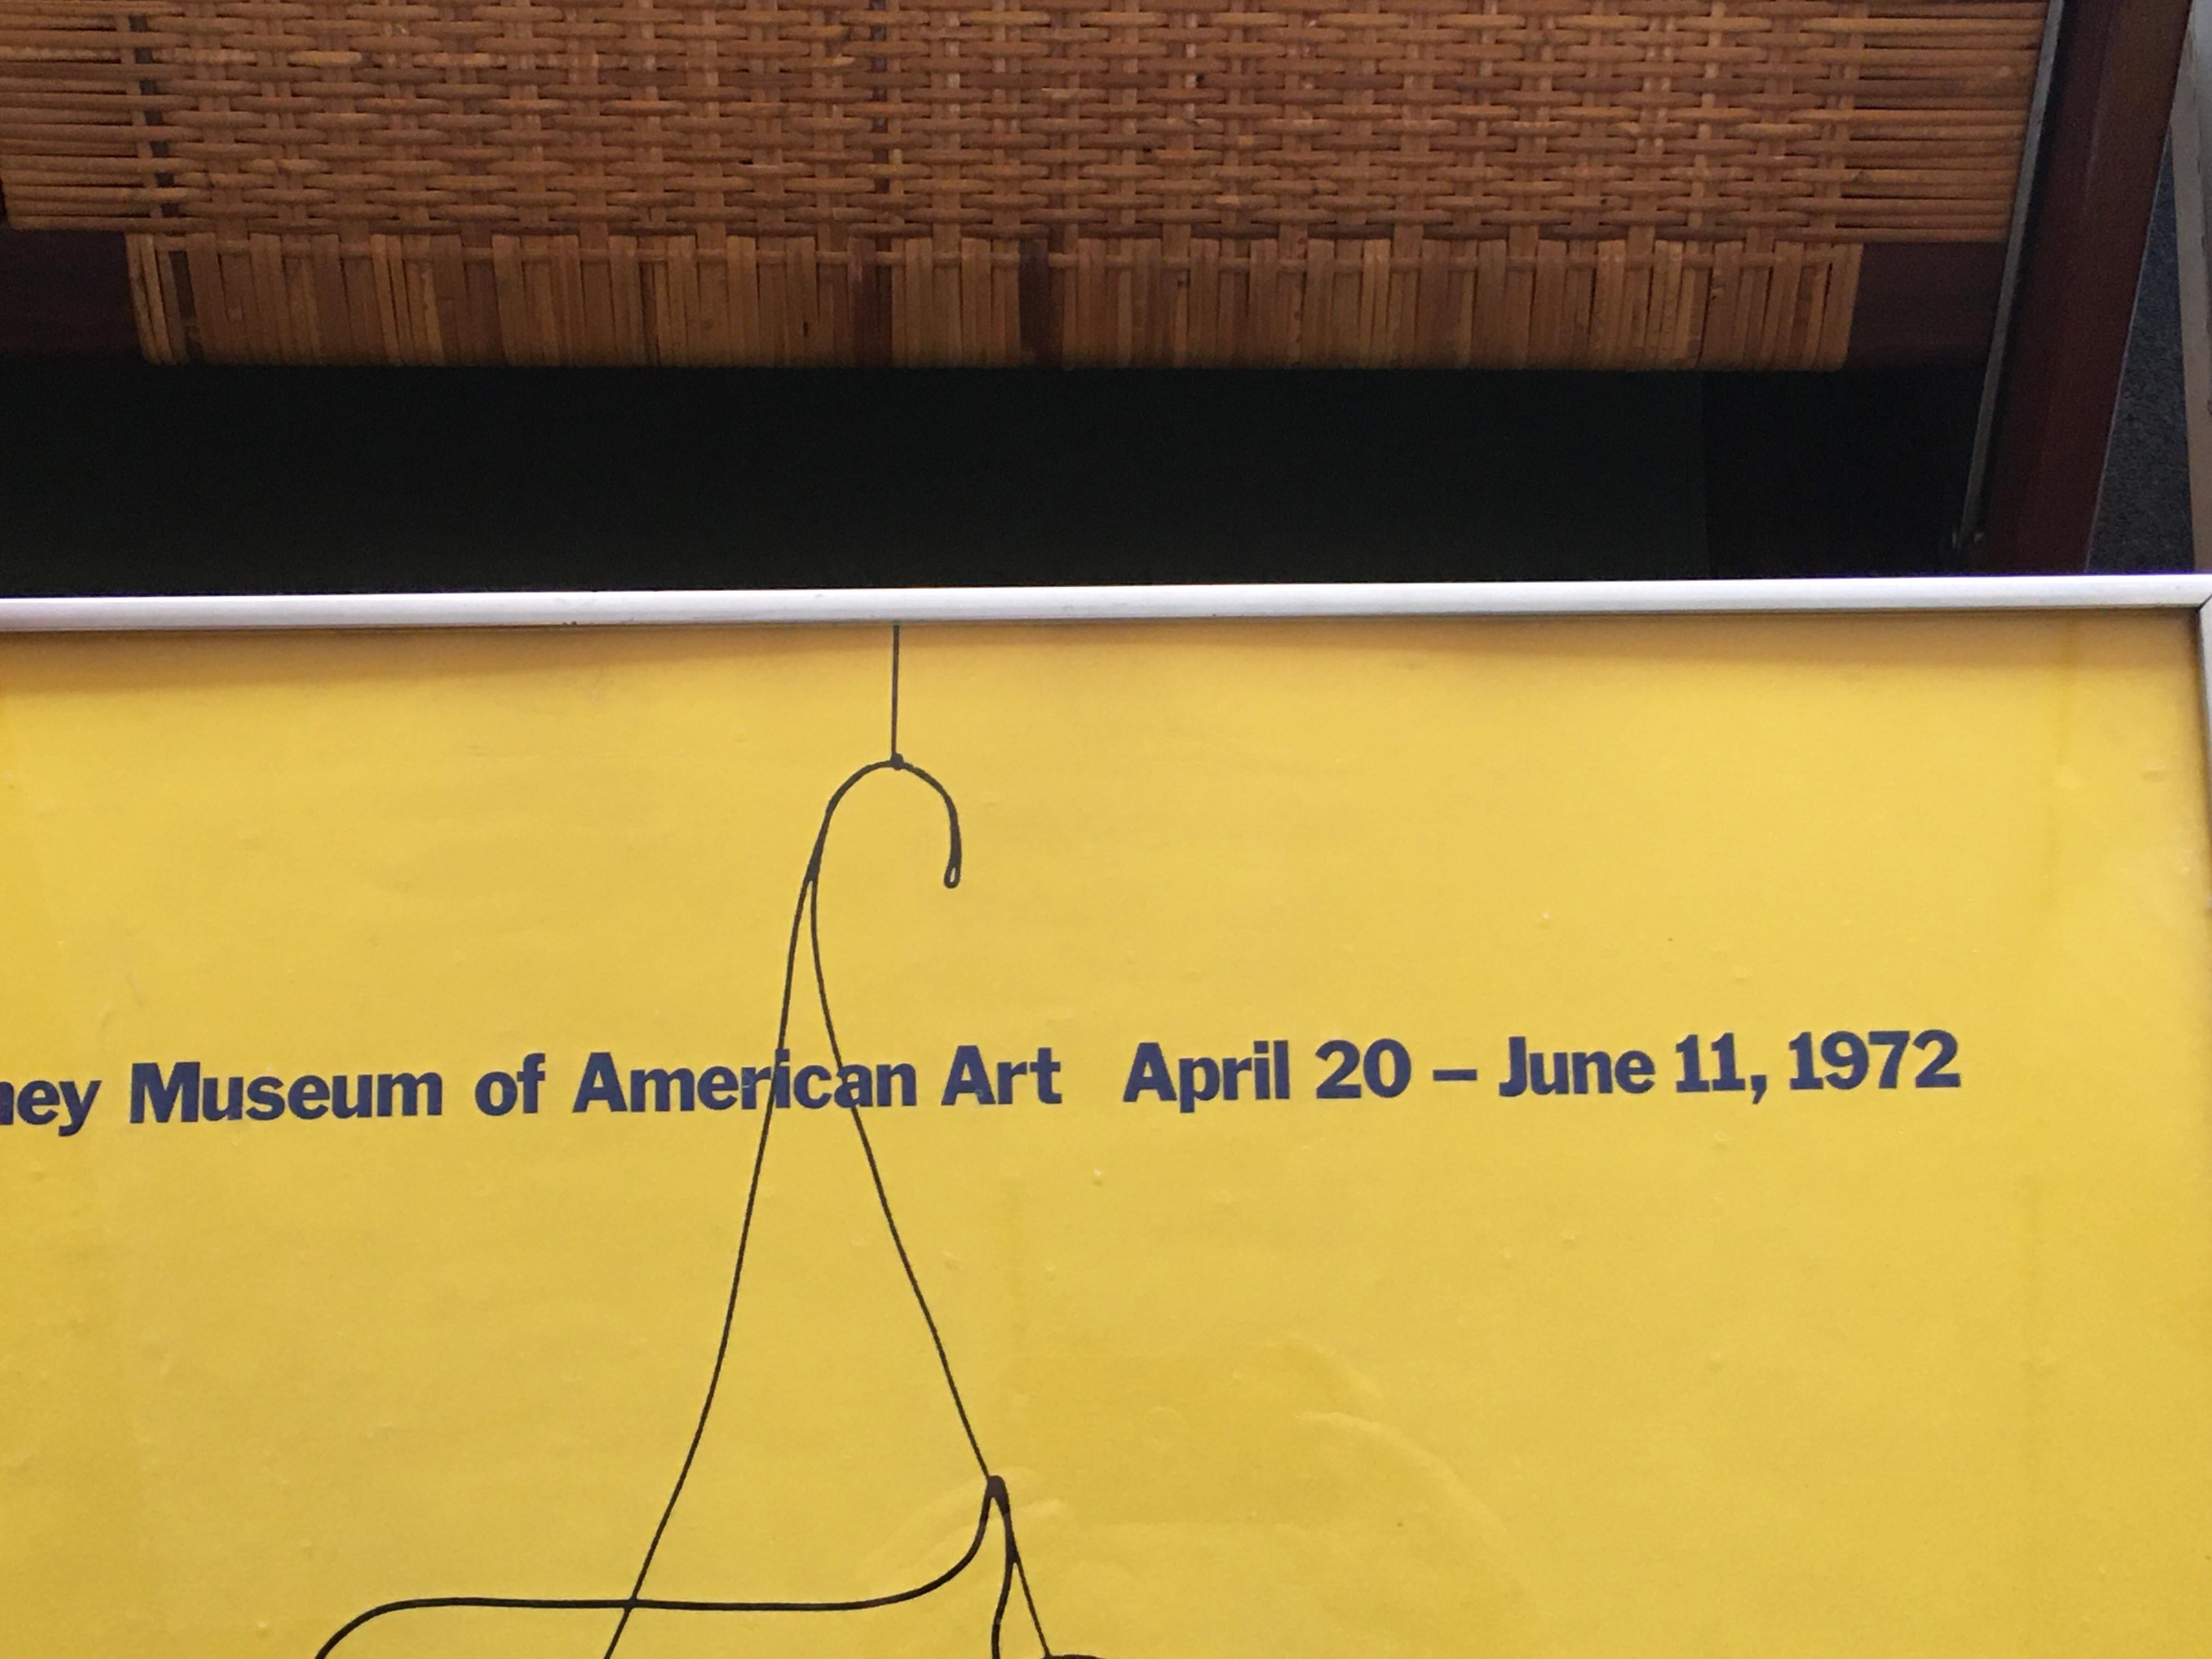 ney Museum of American Art April 20 – June 11, 1972